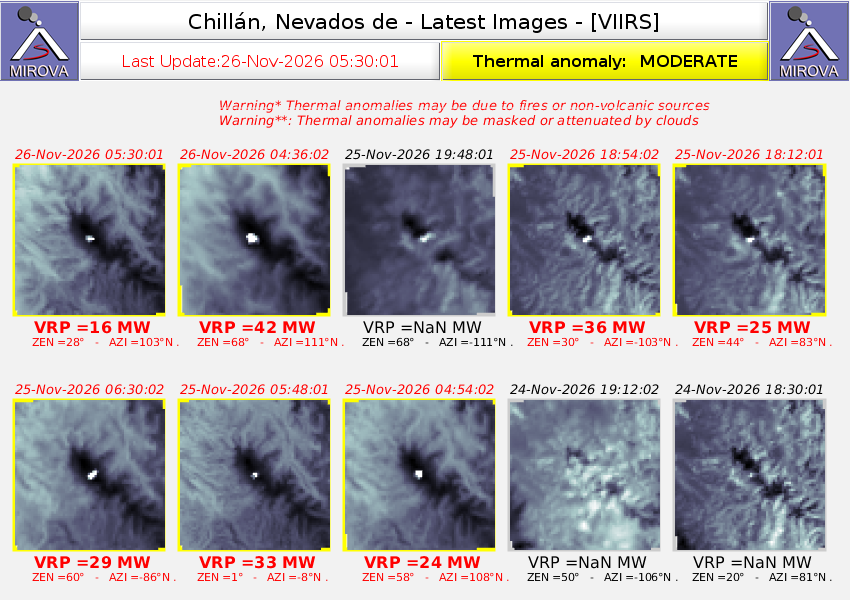 Chillán, Nevados de - Latest Images - [VIIRS]
MIROVA
Last Update:26-Nov-2026 05:30:01
Thermal anomaly: MODERATE
MIROVA
Warning* Thermal anomalies may be due to fires or non-volcanic sources
Warning**: Thermal anomalies may be masked or attenuated by clouds
26-Nov-2026 05:30:01
26-Nov-2026 04:36:02
25-Nov-2026 19:48:01
25-Nov-2026 18:54:02
25-Nov-2026 18:12:01
VRP =16 MW
VRP =42 MW
VRP =NaN MW
VRP =36 MW
VRP =25 MW
ZEN =28° - AZI =103°N .
ZEN =68° - AZI =111°N .
ZEN =68° - AZI =-111°N .
ZEN =30° - AZI =-103°N .
ZEN =44° - AZI =83°N .
25-Nov-2026 06:30:02
25-Nov-2026 05:48:01
25-Nov-2026 04:54:02
24-Nov-2026 19:12:02
24-Nov-2026 18:30:01
VRP =29 MW
VRP =33 MW
VRP =24 MW
VRP =NaN MW
VRP =NaN MW
ZEN =60° - AZI =-86°N .
ZEN =1° - AZI =-8°N .
ZEN =58° - AZI =108°N .
ZEN =50° - AZI =-106°N .
ZEN =20° - AZI =81°N .